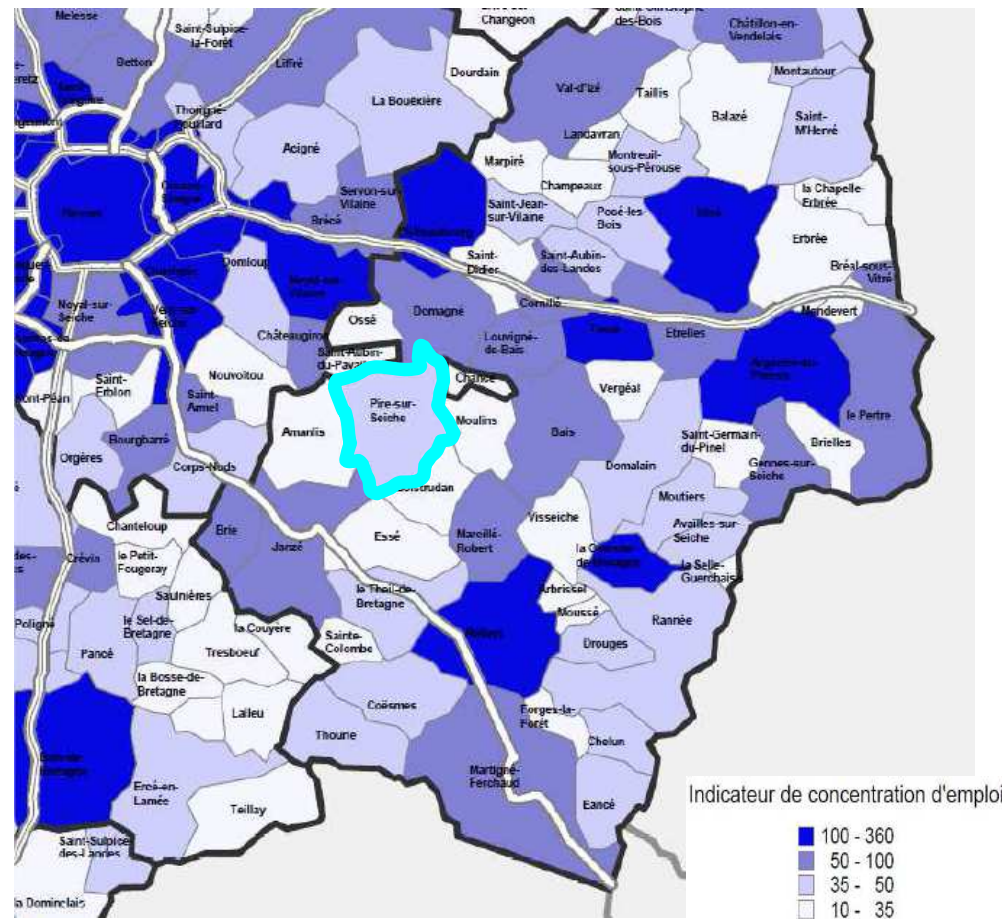 Melesse
Saint-Sulpice-
la-Forêt
Changeon
des-Bois
Châtillon-en-
Vendelais
Betton
Liffré
Dourdain
Montautour
Val-d'Izé
Taillis
La Bouëxière
Balazé
Saint-
M'Hervé
Thorigné-
Fouillard
Landavran
Acigné
Marpiré
Montreuil-
sous-Pérouse
Champeaux
la Chapelle-
Erbrée
Servon-sur-
Vilaine
Saint-Jean-
sur-Vilaine
Pocé-les
Bois
Brécé
Erbrée
Saint-
Didier
Saint-Aubin-
des-Landes
Domloup
Bréal-sous-
Vitré
Noyal-sur-
Seiche
Cornillé
Mondevert
Domagné
Ossé
Etrelles
Châteaugiron
Louvigné-
de-Bais
Saint-Aubin-
du-Pavail
Nouvoitou
Chancé
Vergéal
Saint-
Erblon
Saint-
Armel
Pire-sur-
Seiche
le Pertre
Amanlis
Moulins
Bais
Saint-Germain-
du-Pinel
Brielles
Bourgbarré
Orgères
Corps-Nuds
Domalain
Gennes-sur-
Seiche
Moutiers
Chanteloup
Visseiche
Availles-sur-
Seiche
Brie
Janzé
Essé
Marcillé-
Robert
Crévin
le Petit-
Fougeray
la Selle-
Guerchaise
Saulnières
le Theil-de-
Bretagne
Arbrissel
Moussé
Rannée
Poligné
le Sel-de-
Bretagne
la Couyère
Sainte-
Colombe
Drouges
Pancé
Tresboeuf
la Bosse-de-
Bretagne
Lalleu
Coësmes
Forges-la-
Forêt
Thourie
Chelun
Martigné-
Ferchaud
Ercé-en-
Lamée
Teillay
Eancé
Indicateur de concentration d'emploi
100 - 360
50 - 100
35 - 50
10 - 35
Saint-Sulpice-
des-Landes
la Dominelais